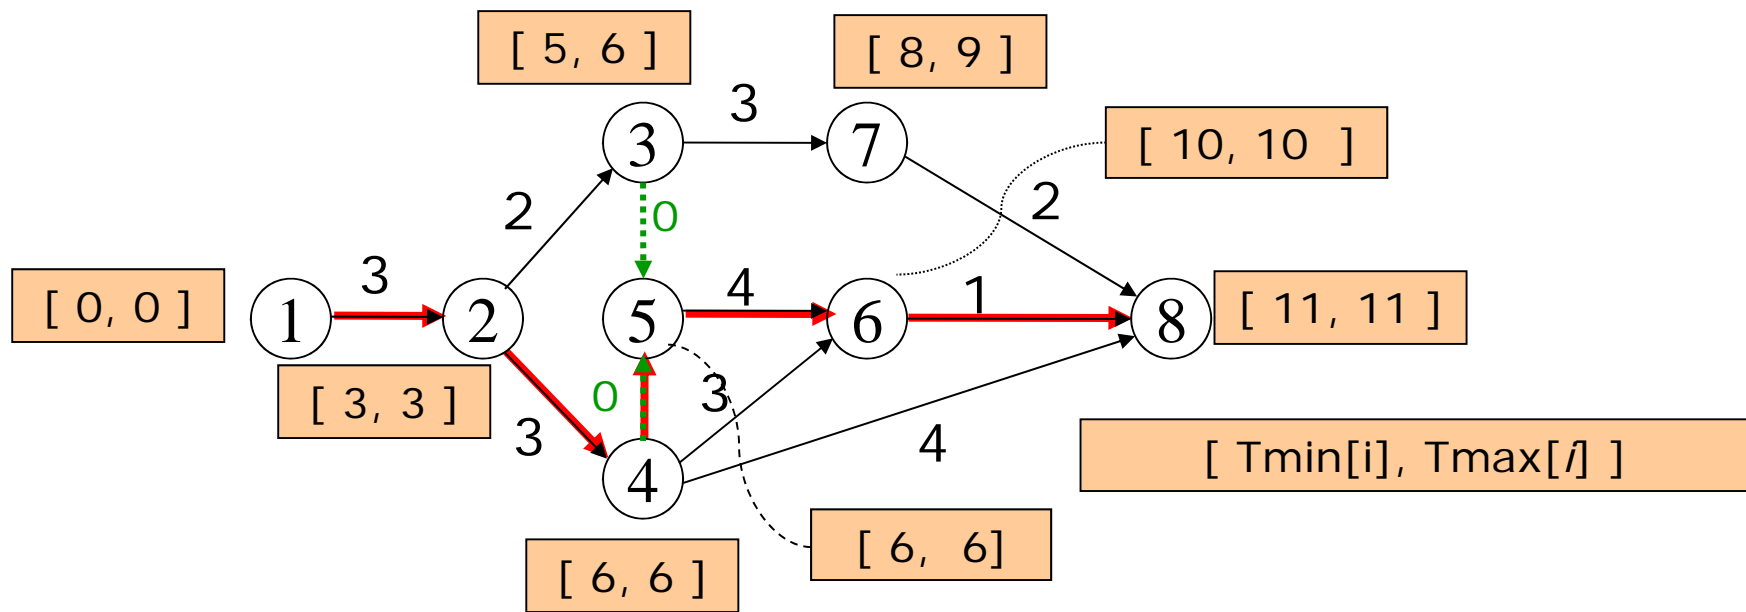 [ 5, 6 ]
[ 8, 9 ]
3
[ 10, 10 ]
3
7
2
0
2
[ 0, 0 ]
3
1
2
5
4
6
1
8
[ 11, 11 ]
[ 3, 3 ]
0
3
3
4
4
[ Tmin[i], Tmax[i] ]
[ 6, 6]
[ 6, 6 ]